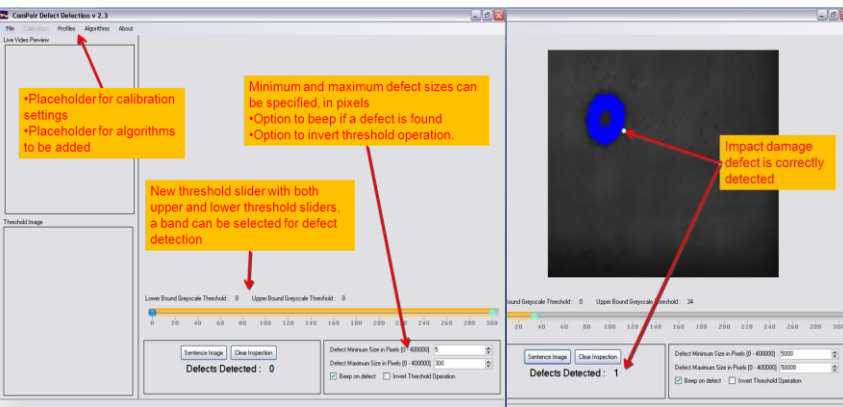 ComPair Defect Detection v 2.3
File Calibration Profiles Algorithms About
Live Video Preview
•Placeholder for calibration
settings
•Placeholder for algorithms
to be added
Minimum and maximum defect sizes can
be specified, in pixels
•Option to beep if a defect is found
•Option to invert threshold operation.
New threshold slider with both
upper and lower threshold sliders,
a band can be selected for defect
detection
Threshold Image
Lower Bound Greyscale Threshold : 0 Upper Bound Greyscale Threshold : 0
0 20 40 60 80 100 120 140 160 180 200 220 240 260 280 300
Sentence Image Clear Inspection
Defects Detected : 0
Defect Minimum Size in Pixels [0 - 400000] 5
Defect Maximum Size in Pixels [0 - 400000] 300
Beep on defect Invert Threshold Operation
Impact damage
defect is correctly
detected
ound Greyscale Threshold : 0 Upper Bound Greyscale Threshold : 34
20 40 60 80 100 120 140 160 180 200 220 240 260 280 300
Sentence Image Clear Inspection
Defects Detected : 1
Defect Minimum Size in Pixels [0 - 400000] 5000
Defect Maximum Size in Pixels [0 - 400000] 50000
Beep on defect Invert Threshold Operation